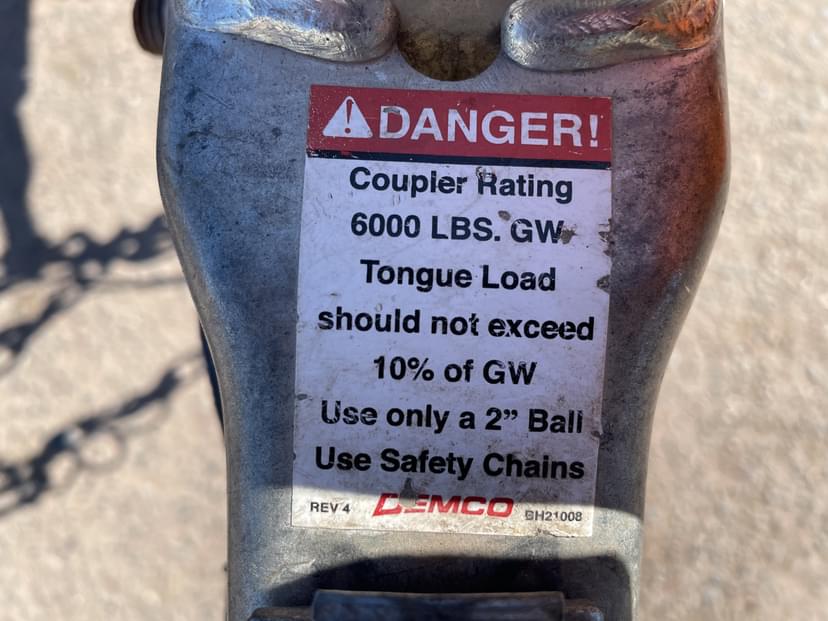 DANGER!
Coupler Rating
6000 LBS. GW
Tongue Load
should not exceed
10% of GW
Use only a 2” Ball
Use Safety Chains
REV 4 DEMCO BH21008